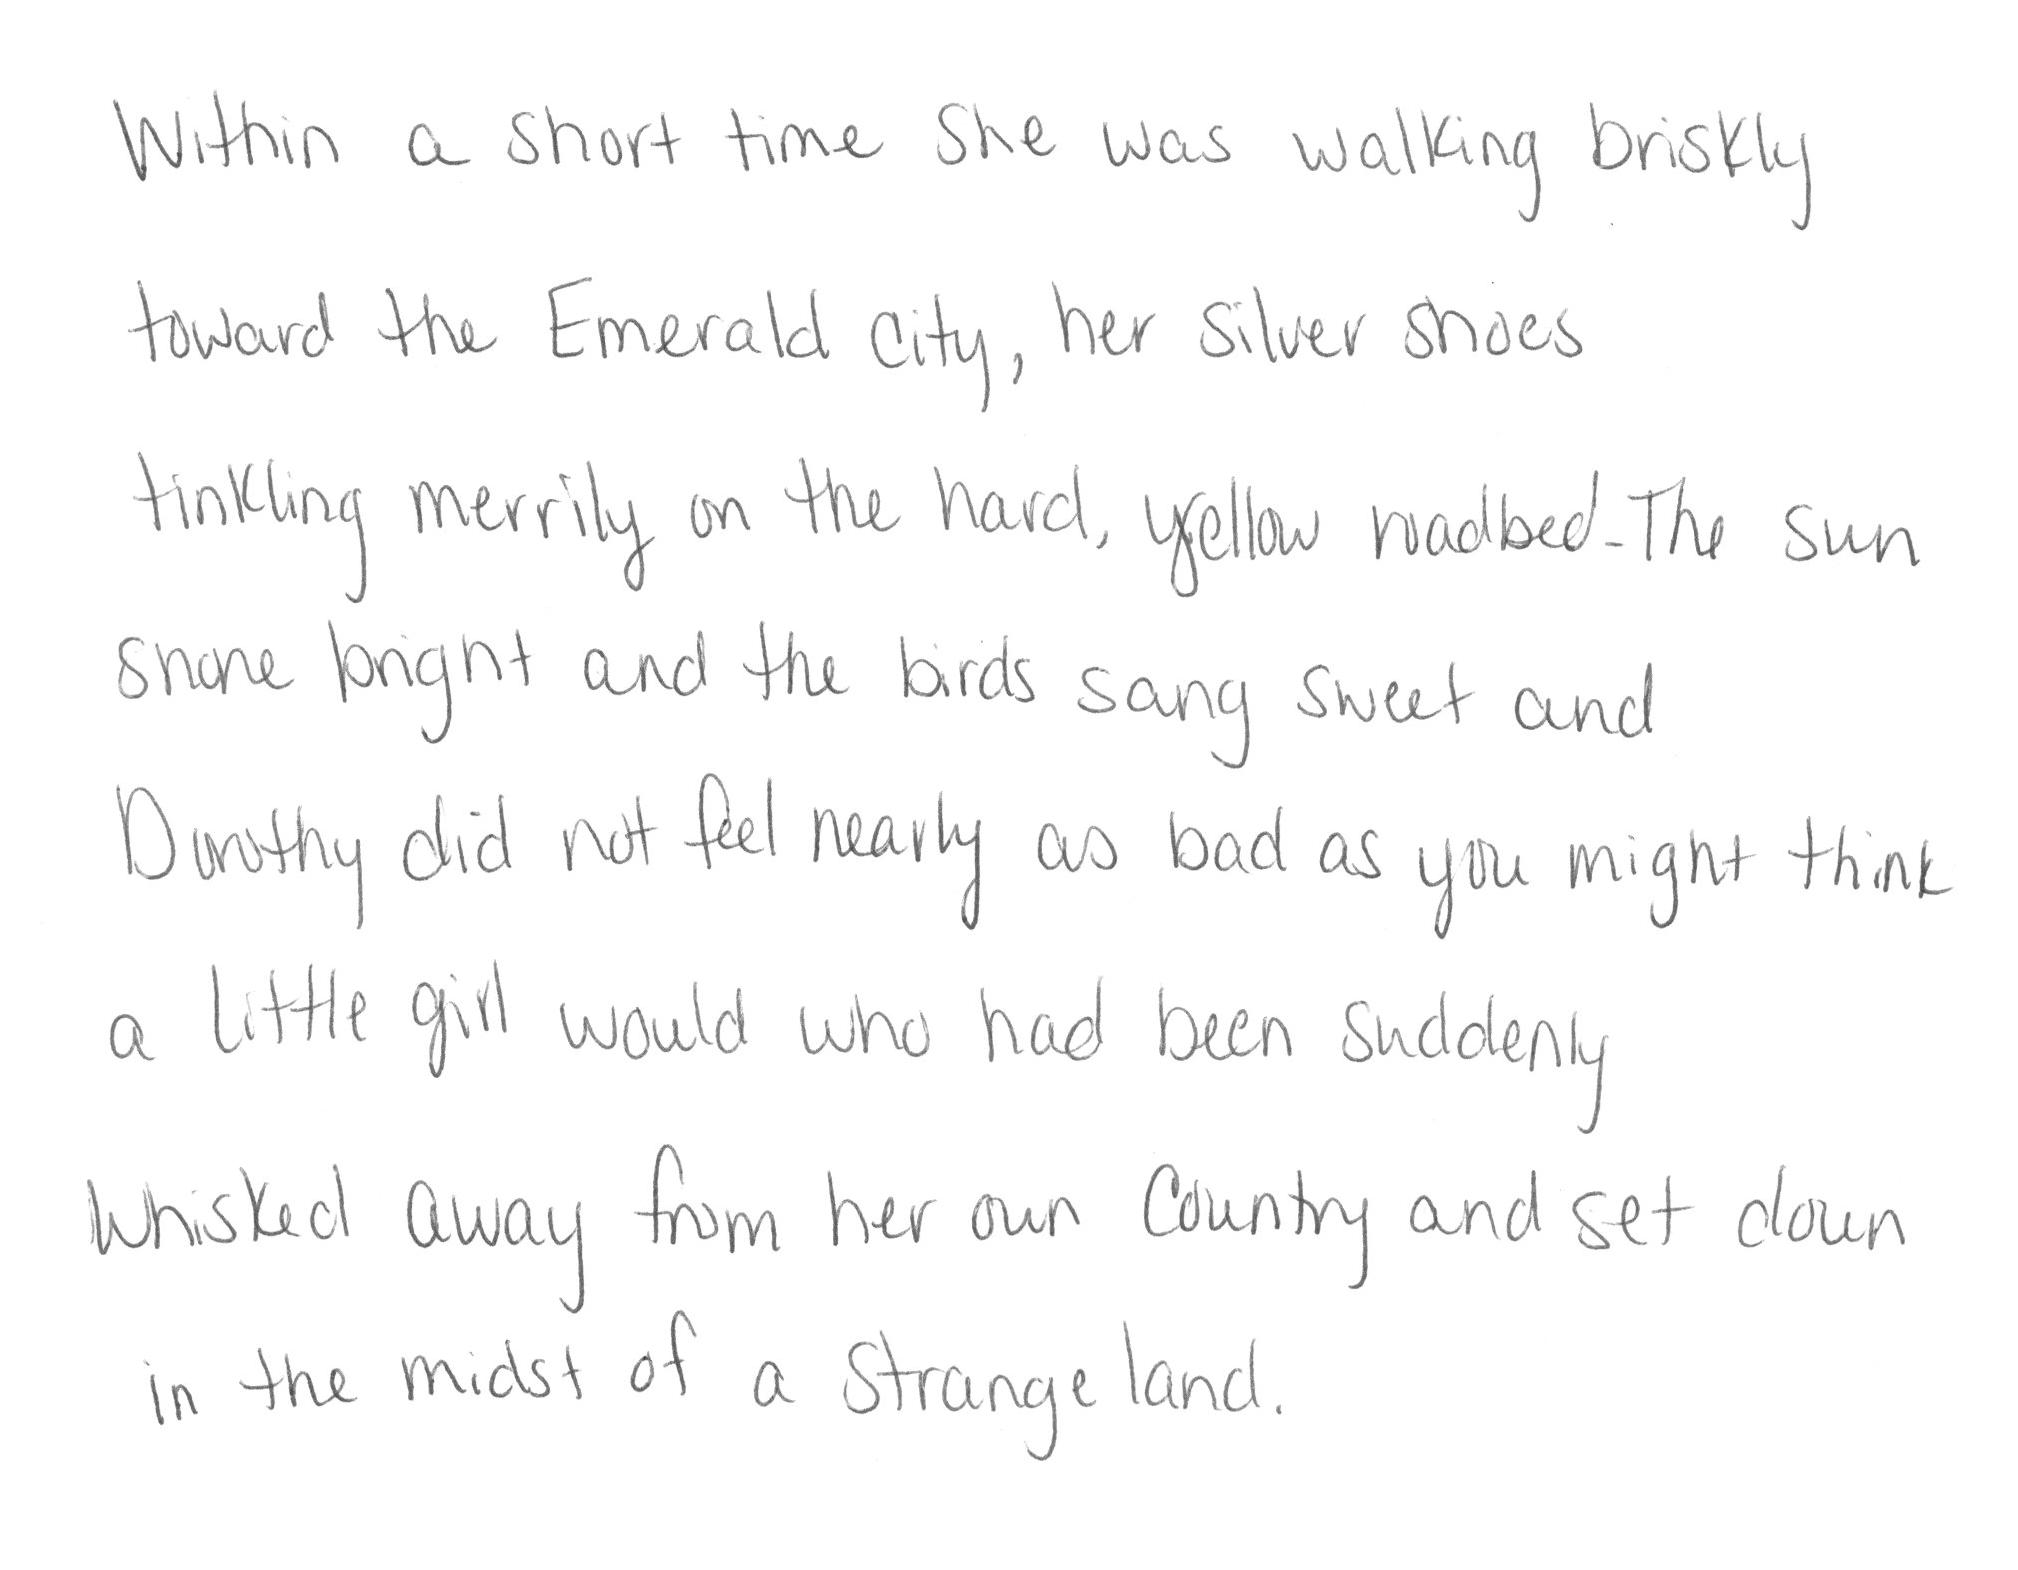 Within a short time she was walking briskly
toward the Emerald city, her silver shoes
tinkling merrily on the hard, yellow roadbed-The sun
shone bright and the birds sang sweet and
Dorothy did not feel nearly as bad as you might think
a little girl would who had been suddenly
whisked away from her own Country and set down
in the midst of a strange land.